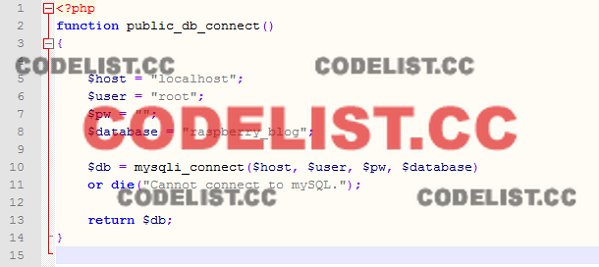 1 <?php
2 function public_db_connect()
3 {
4
CODELIST.CC CODELIST.CC
5 $host = "localhost";
6 $user = "root";
7 $pw = "";
CODELIST.CC
8 $database = "raspberry_blog";
9
10 $db = mysqli_connect($host, $user, $pw, $database)
11 or die("Cannot connect to mySQL.");
CODELIST.CC CODELIST.CC
12
13 return $db;
14 }
15